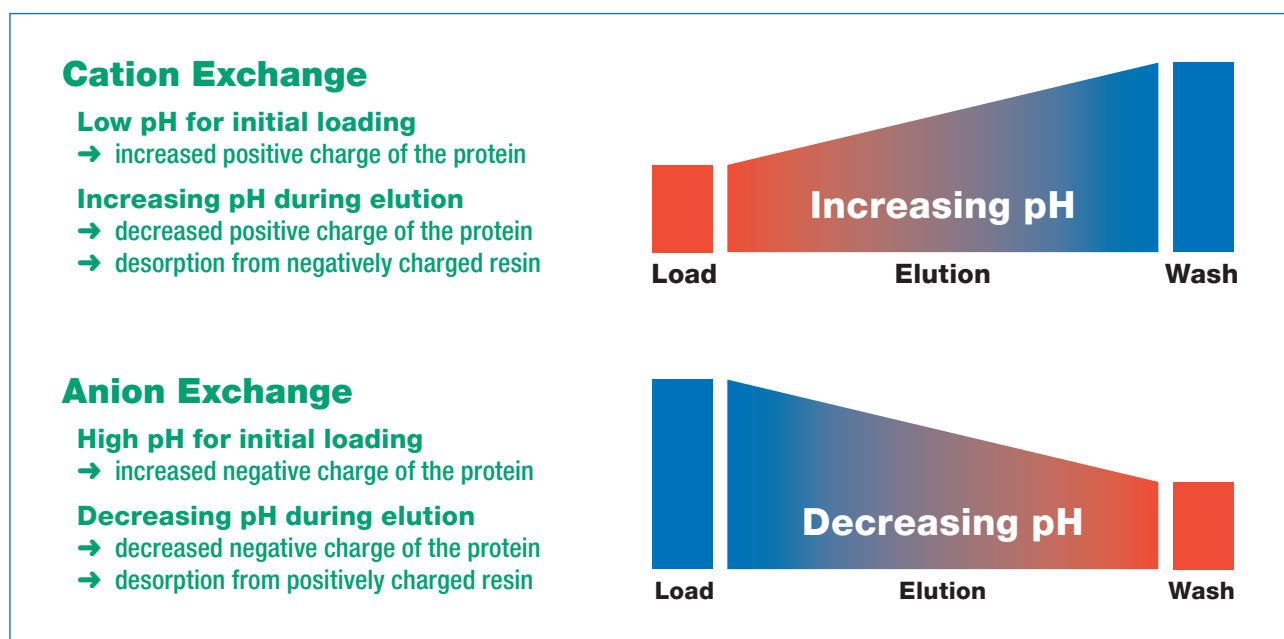 Cation Exchange
Low pH for initial loading
➔ increased positive charge of the protein
Increasing pH during elution
➔ decreased positive charge of the protein
➔ desorption from negatively charged resin
Increasing pH
Load
Elution
Wash
Anion Exchange
High pH for initial loading
➔ increased negative charge of the protein
Decreasing pH during elution
➔ decreased negative charge of the protein
➔ desorption from positively charged resin
Decreasing pH
Load
Elution
Wash